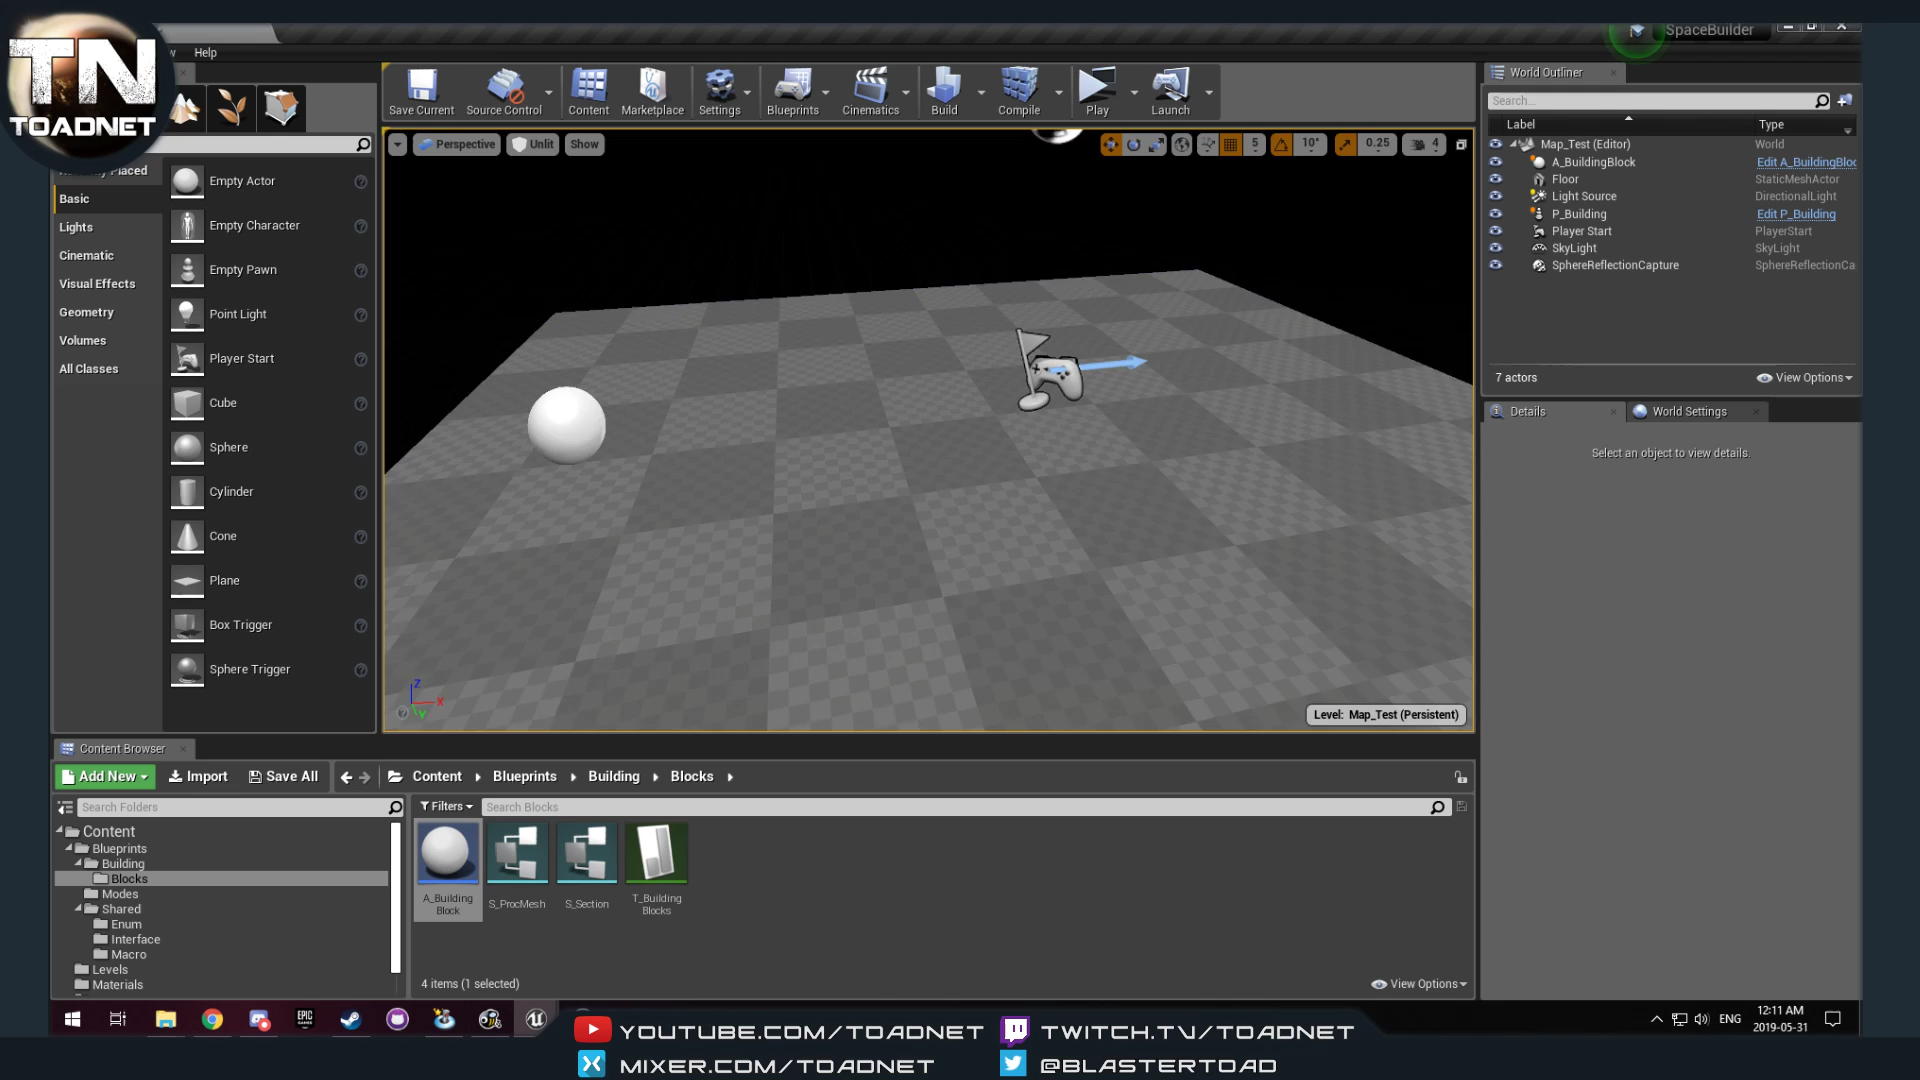 TN
TOADNET
Help
SpaceBuilder
Save Current
Source Control
Content
Marketplace
Settings
Blueprints
Cinematics
Build
Compile
Play
Launch
Placed
Basic
Lights
Cinematic
Visual Effects
Geometry
Volumes
All Classes
Empty Actor
Empty Character
Empty Pawn
Point Light
Player Start
Cube
Sphere
Cylinder
Cone
Plane
Box Trigger
Sphere Trigger
Perspective
Unlit
Show
5
10°
0.25
4
Z
X
Y
Level: Map_Test (Persistent)
World Outliner
Search...
Label Type
Map_Test (Editor) World
A_BuildingBlock Edit A_BuildingBloc
Floor StaticMeshActor
Light Source DirectionalLight
P_Building Edit P_Building
Player Start PlayerStart
SkyLight SkyLight
SphereReflectionCapture SphereReflectionCa
7 actors
View Options
Details
World Settings
Select an object to view details.
Content Browser
Add New
Import
Save All
Content
Blueprints
Building
Blocks
Search Folders
Filters
Search Blocks
Content
Blueprints
Building
Blocks
Modes
Shared
Enum
Interface
Macro
Levels
Materials
A_Building
Block
S_ProcMesh
S_Section
T_Building
Blocks
4 items (1 selected)
View Options
EPIC
GAMES
ENG
12:11 AM
2019-05-31
YOUTUBE.COM/TOADNET
TWITCH.TV/TOADNET
MIXER.COM/TOADNET
@BLASTERTOAD